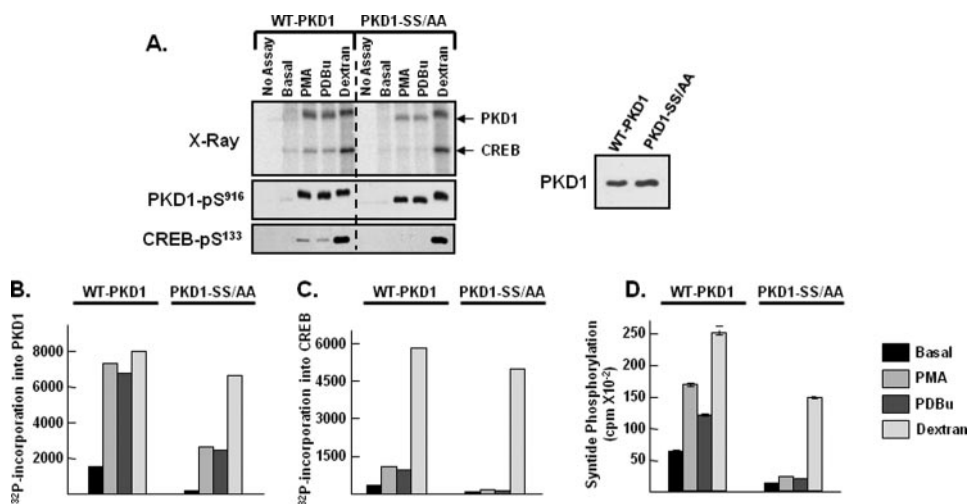 A.
WT-PKD1 PKD1-SS/AA
No Assay Basal PMA PDBu Dextran No Assay Basal PMA PDBu Dextran
X-Ray
PKD1
CREB
PKD1-pS916
CREB-pS133
WT-PKD1 PKD1-SS/AA
PKD1
B.
WT-PKD1 PKD1-SS/AA
32P-incorporation into PKD1
8000
6000
4000
2000
C.
WT-PKD1 PKD1-SS/AA
32P-incorporation into CREB
6000
4500
3000
1500
D.
WT-PKD1 PKD1-SS/AA
Syntide Phosphorylation
(cpm X10-2)
250
200
150
100
50
Basal
PMA
PDBu
Dextran